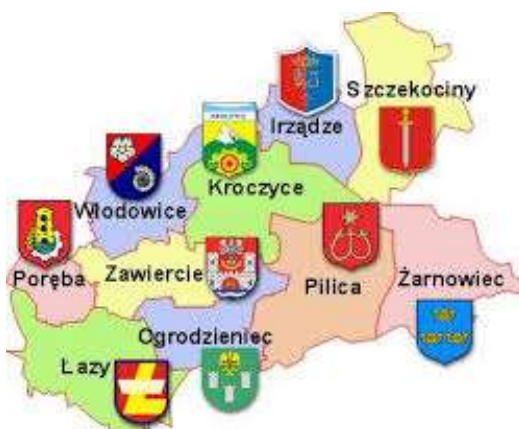 Szczekociny
Irządze
Kroczyce
Włodowice
Poręba
Zawiercie
Pilica
Żarnowiec
Ogrodzieniec
Łazy